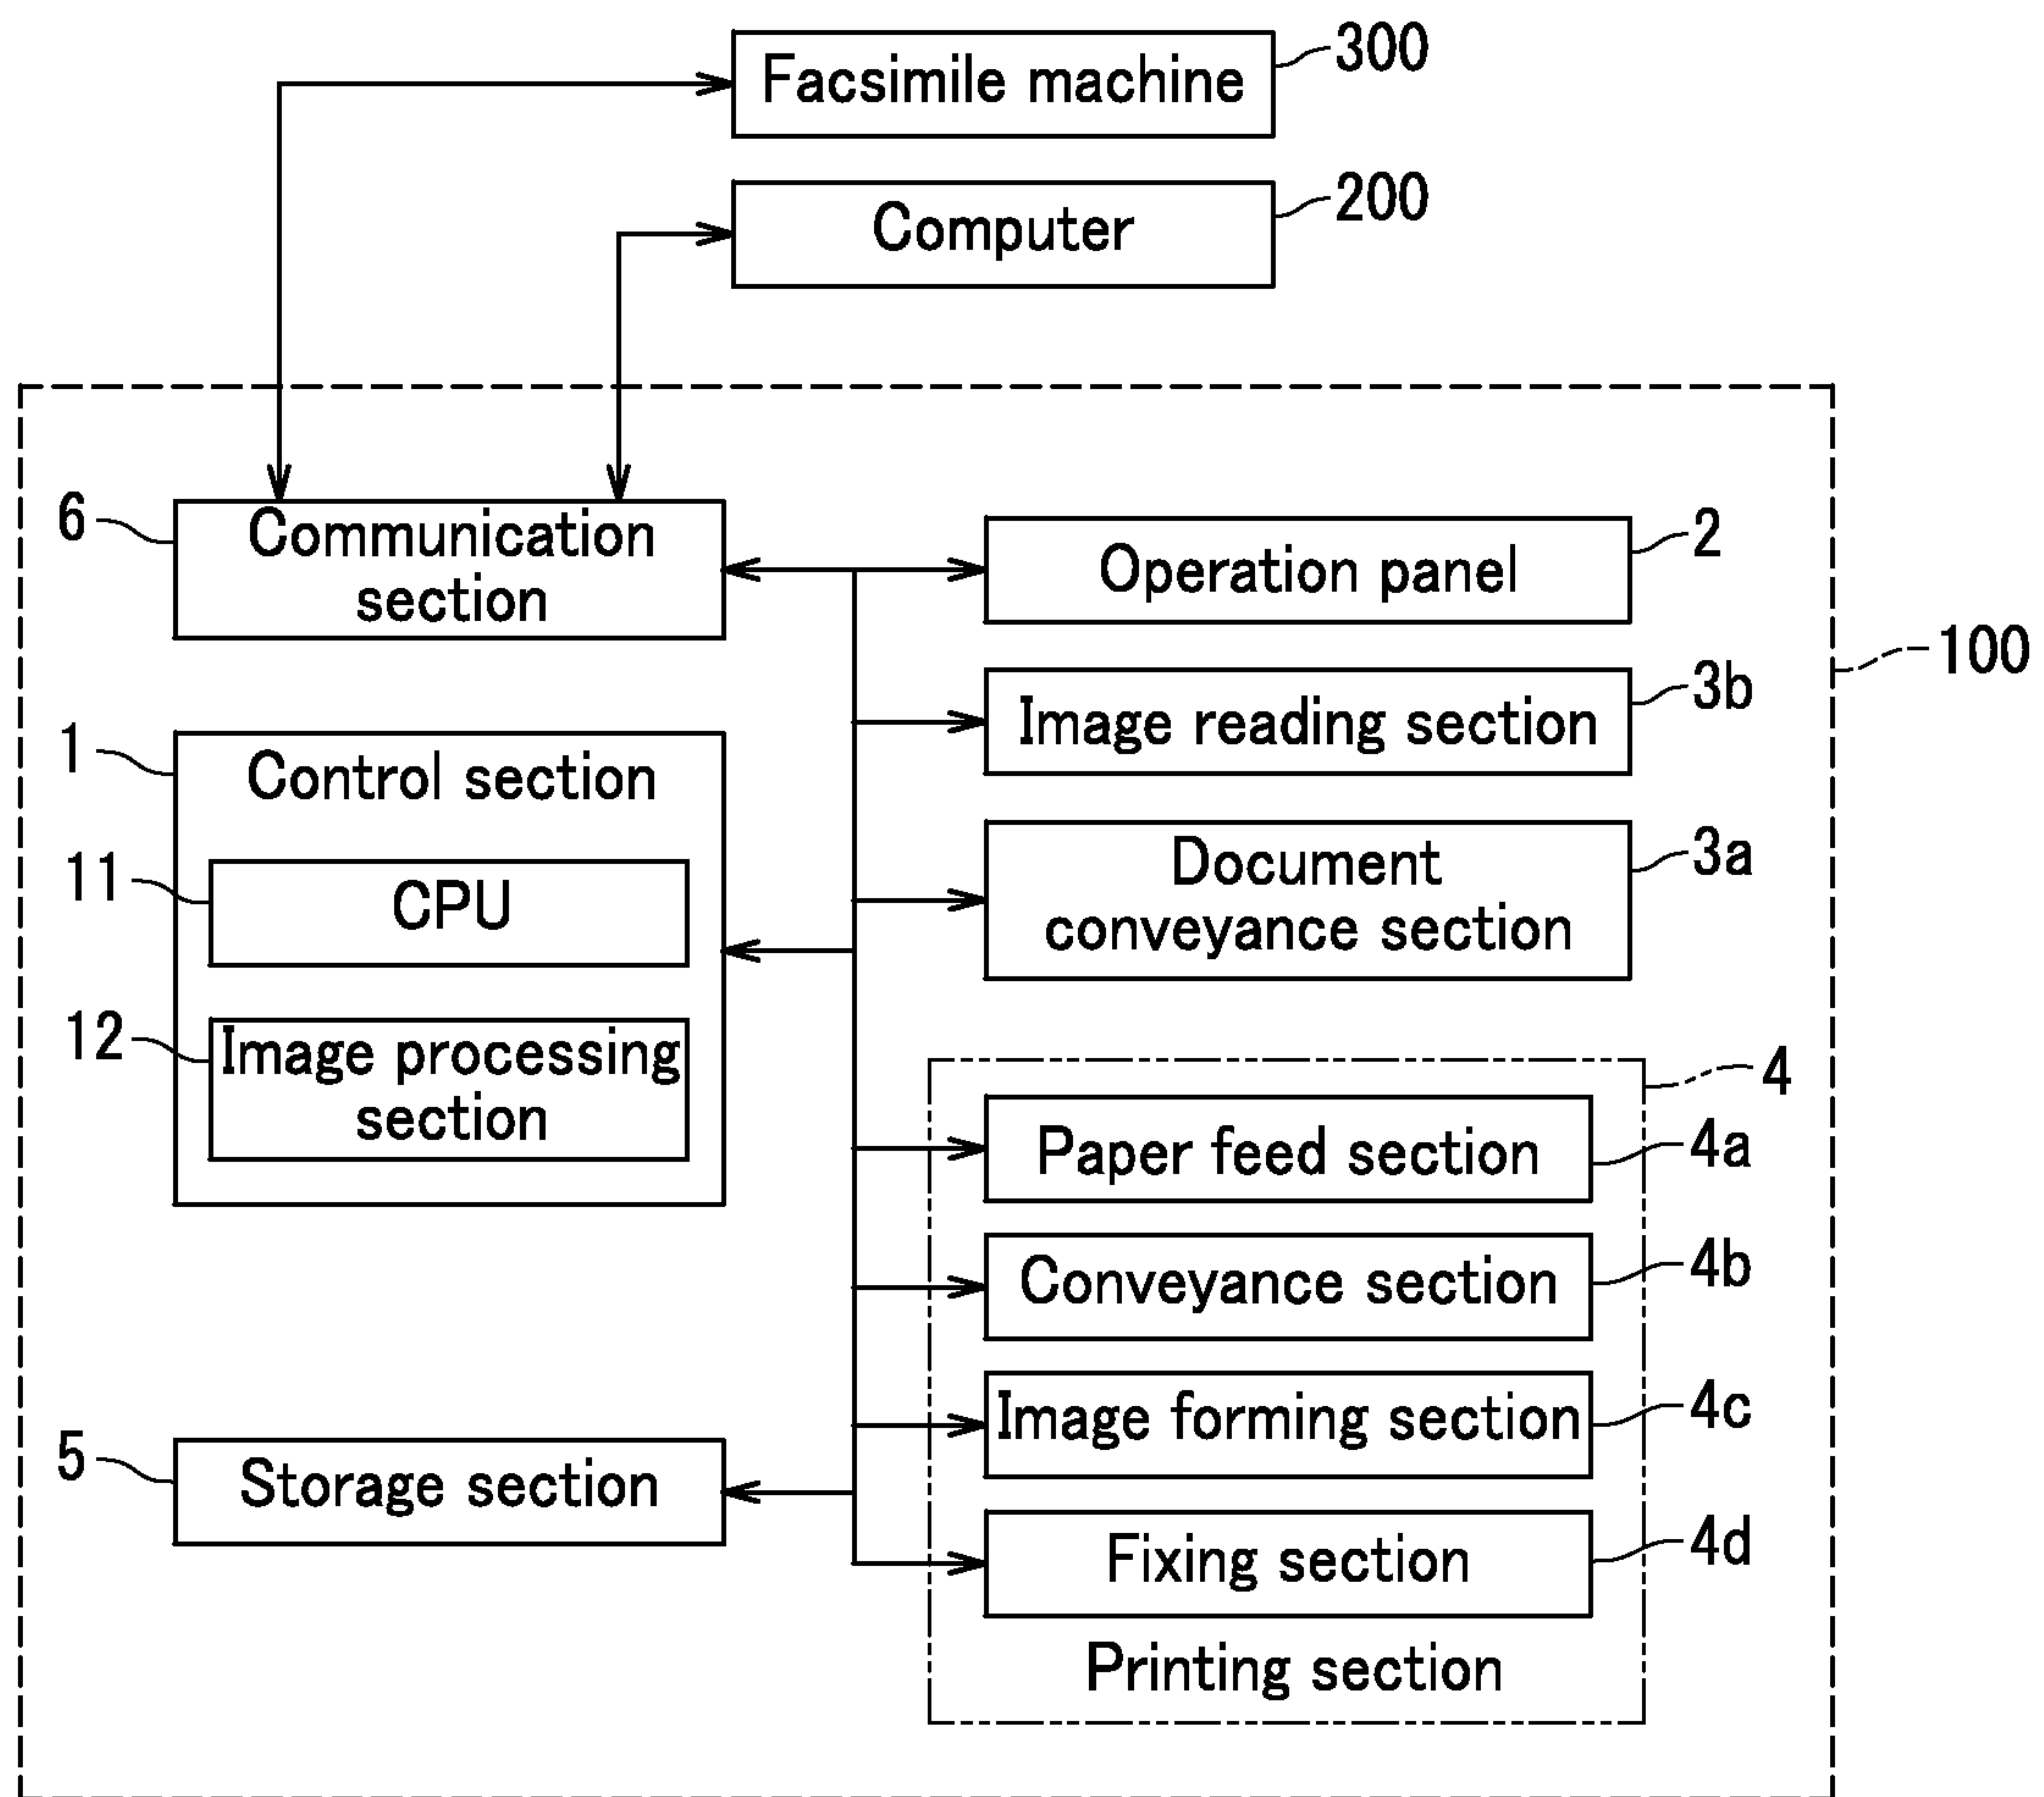 Facsimile machine
300
Computer
200
100
6
Communication
section
Operation panel
2
Image reading section
3b
1
Control section
11
CPU
12
Image processing
section
Document
conveyance section
3a
4
Paper feed section
4a
Conveyance section
4b
Image forming section
4c
5
Storage section
Fixing section
4d
Printing section